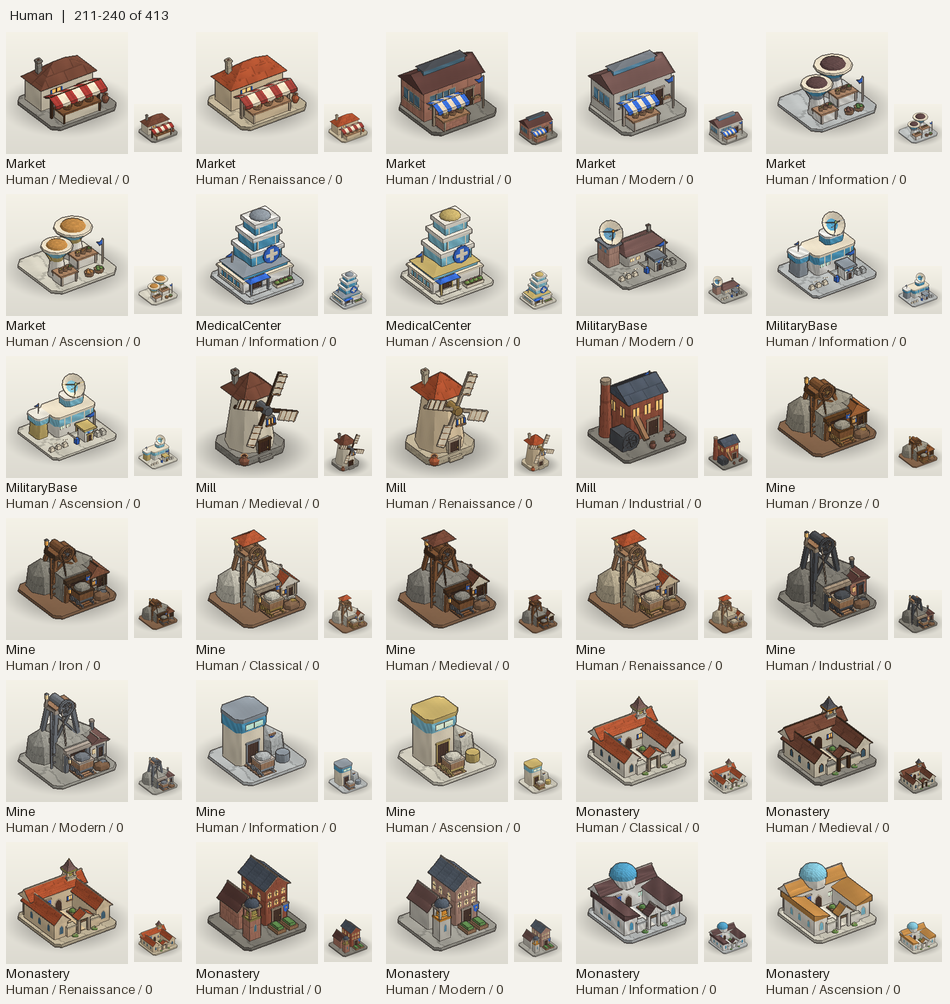 Human | 211-240 of 413
Market
Human / Medieval / 0
Market
Human / Renaissance / 0
Market
Human / Industrial / 0
Market
Human / Modern / 0
Market
Human / Information / 0
Market
Human / Ascension / 0
MedicalCenter
Human / Information / 0
MedicalCenter
Human / Ascension / 0
MilitaryBase
Human / Modern / 0
MilitaryBase
Human / Information / 0
MilitaryBase
Human / Ascension / 0
Mill
Human / Medieval / 0
Mill
Human / Renaissance / 0
Mill
Human / Industrial / 0
Mine
Human / Bronze / 0
Mine
Human / Iron / 0
Mine
Human / Classical / 0
Mine
Human / Medieval / 0
Mine
Human / Renaissance / 0
Mine
Human / Industrial / 0
Mine
Human / Modern / 0
Mine
Human / Information / 0
Mine
Human / Ascension / 0
Monastery
Human / Classical / 0
Monastery
Human / Medieval / 0
Monastery
Human / Renaissance / 0
Monastery
Human / Industrial / 0
Monastery
Human / Modern / 0
Monastery
Human / Information / 0
Monastery
Human / Ascension / 0